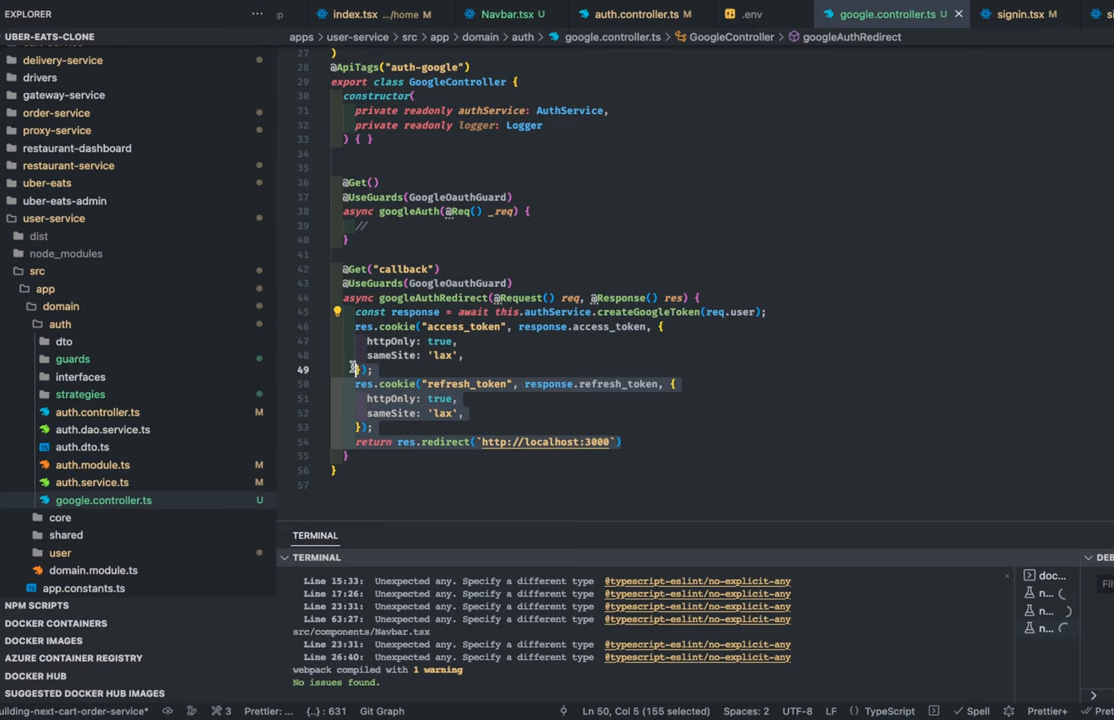 EXPLORER
UBER-EATS-CLONE
delivery-service
drivers
gateway-service
order-service
proxy-service
restaurant-dashboard
restaurant-service
uber-eats
uber-eats-admin
user-service
dist
node_modules
src
app
domain
auth
dto
guards
interfaces
strategies
auth.controller.ts M
auth.dao.service.ts
auth.dto.ts
auth.module.ts M
auth.service.ts M
google.controller.ts U
core
shared
user
domain.module.ts
app.constants.ts
NPM SCRIPTS
DOCKER CONTAINERS
DOCKER IMAGES
AZURE CONTAINER REGISTRY
DOCKER HUB
SUGGESTED DOCKER HUB IMAGES
index.tsx .../home M Navbar.tsx U auth.controller.ts M .env google.controller.ts U signin.tsx M
apps > user-service > src > app > domain > auth > google.controller.ts > GoogleController > googleAuthRedirect
27 )
28 @ApiTags("auth-google")
29 export class GoogleController {
30 constructor(
31 private readonly authService: AuthService,
32 private readonly logger: Logger
33 ) { }
34
35
36 @Get()
37 @UseGuards(GoogleOauthGuard)
38 async googleAuth(@Req() _req) {
39 //
40 }
41
42 @Get("callback")
43 @UseGuards(GoogleOauthGuard)
44 async googleAuthRedirect(@Request() req, @Response() res) {
45 const response = await this.authService.createGoogleToken(req.user);
46 res.cookie("access_token", response.access_token, {
47 httpOnly: true,
48 sameSite: 'lax',
49 });
50 res.cookie("refresh_token", response.refresh_token, {
51 httpOnly: true,
52 sameSite: 'lax',
53 });
54 return res.redirect(`http://localhost:3000`)
55 }
56 }
57
TERMINAL
TERMINAL
Line 15:33: Unexpected any. Specify a different type @typescript-eslint/no-explicit-any
Line 17:26: Unexpected any. Specify a different type @typescript-eslint/no-explicit-any
Line 23:31: Unexpected any. Specify a different type @typescript-eslint/no-explicit-any
Line 63:27: Unexpected any. Specify a different type @typescript-eslint/no-explicit-any
src/components/Navbar.tsx
Line 23:31: Unexpected any. Specify a different type @typescript-eslint/no-explicit-any
Line 26:40: Unexpected any. Specify a different type @typescript-eslint/no-explicit-any
webpack compiled with 1 warning
No issues found.
doc...
n...
n...
n...
DEB
Filt
uilding-next-cart-order-service* 3 Prettier: ... {..} : 631 Git Graph Ln 50, Col 5 (155 selected) Spaces: 2 UTF-8 LF {} TypeScript Spell Prettier+ Pret